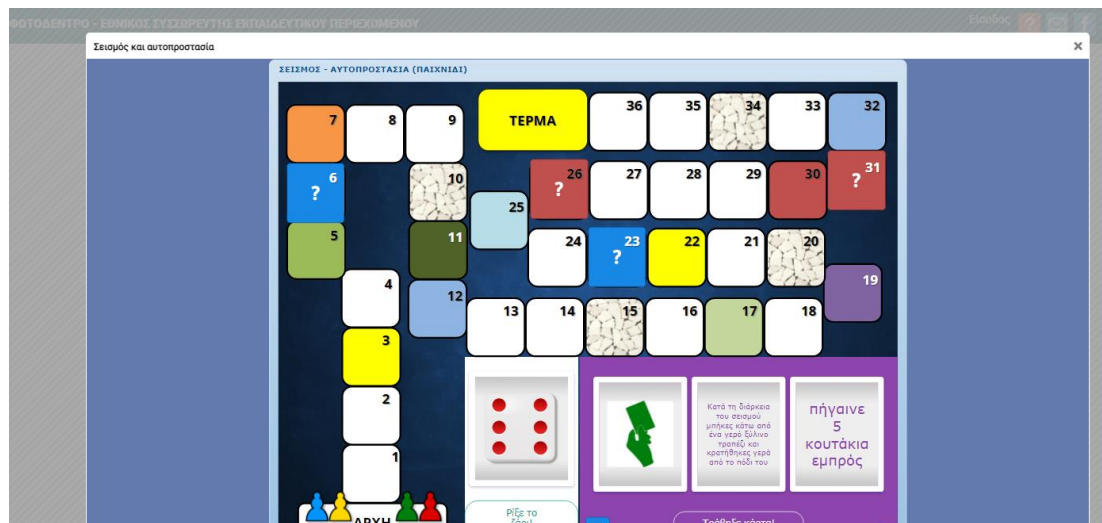 ΦΩΤΟΔΕΝΤΡΟ - ΕΘΝΙΚΟΣ ΣΥΣΣΩΡΕΥΤΗΣ ΕΚΠΑΙΔΕΥΤΙΚΟΥ ΠΕΡΙΕΧΟΜΕΝΟΥ
Είσοδος ?
Σεισμός και αυτοπροστασία ×
ΣΕΙΣΜΟΣ - ΑΥΤΟΠΡΟΣΤΑΣΙΑ (ΠΑΙΧΝΙΔΙ)
7 8 9 ΤΕΡΜΑ 36 35 34 33 32
6 ? 10 25 26 ? 27 28 29 30 31 ?
5 11 24 23 ? 22 21 20
4 12 19
13 14 15 16 17 18
3
2
1
ΑΡΧΗ
Ρίξε το
ζάρι!
Κατά τη διάρκεια
του σεισμού
μπήκες κάτω από
ένα γερό ξύλινο
τραπέζι και
κρατήθηκες γερά
από το πόδι του
πήγαινε
5
κουτάκια
εμπρός
Τράβηξε κάρτα!